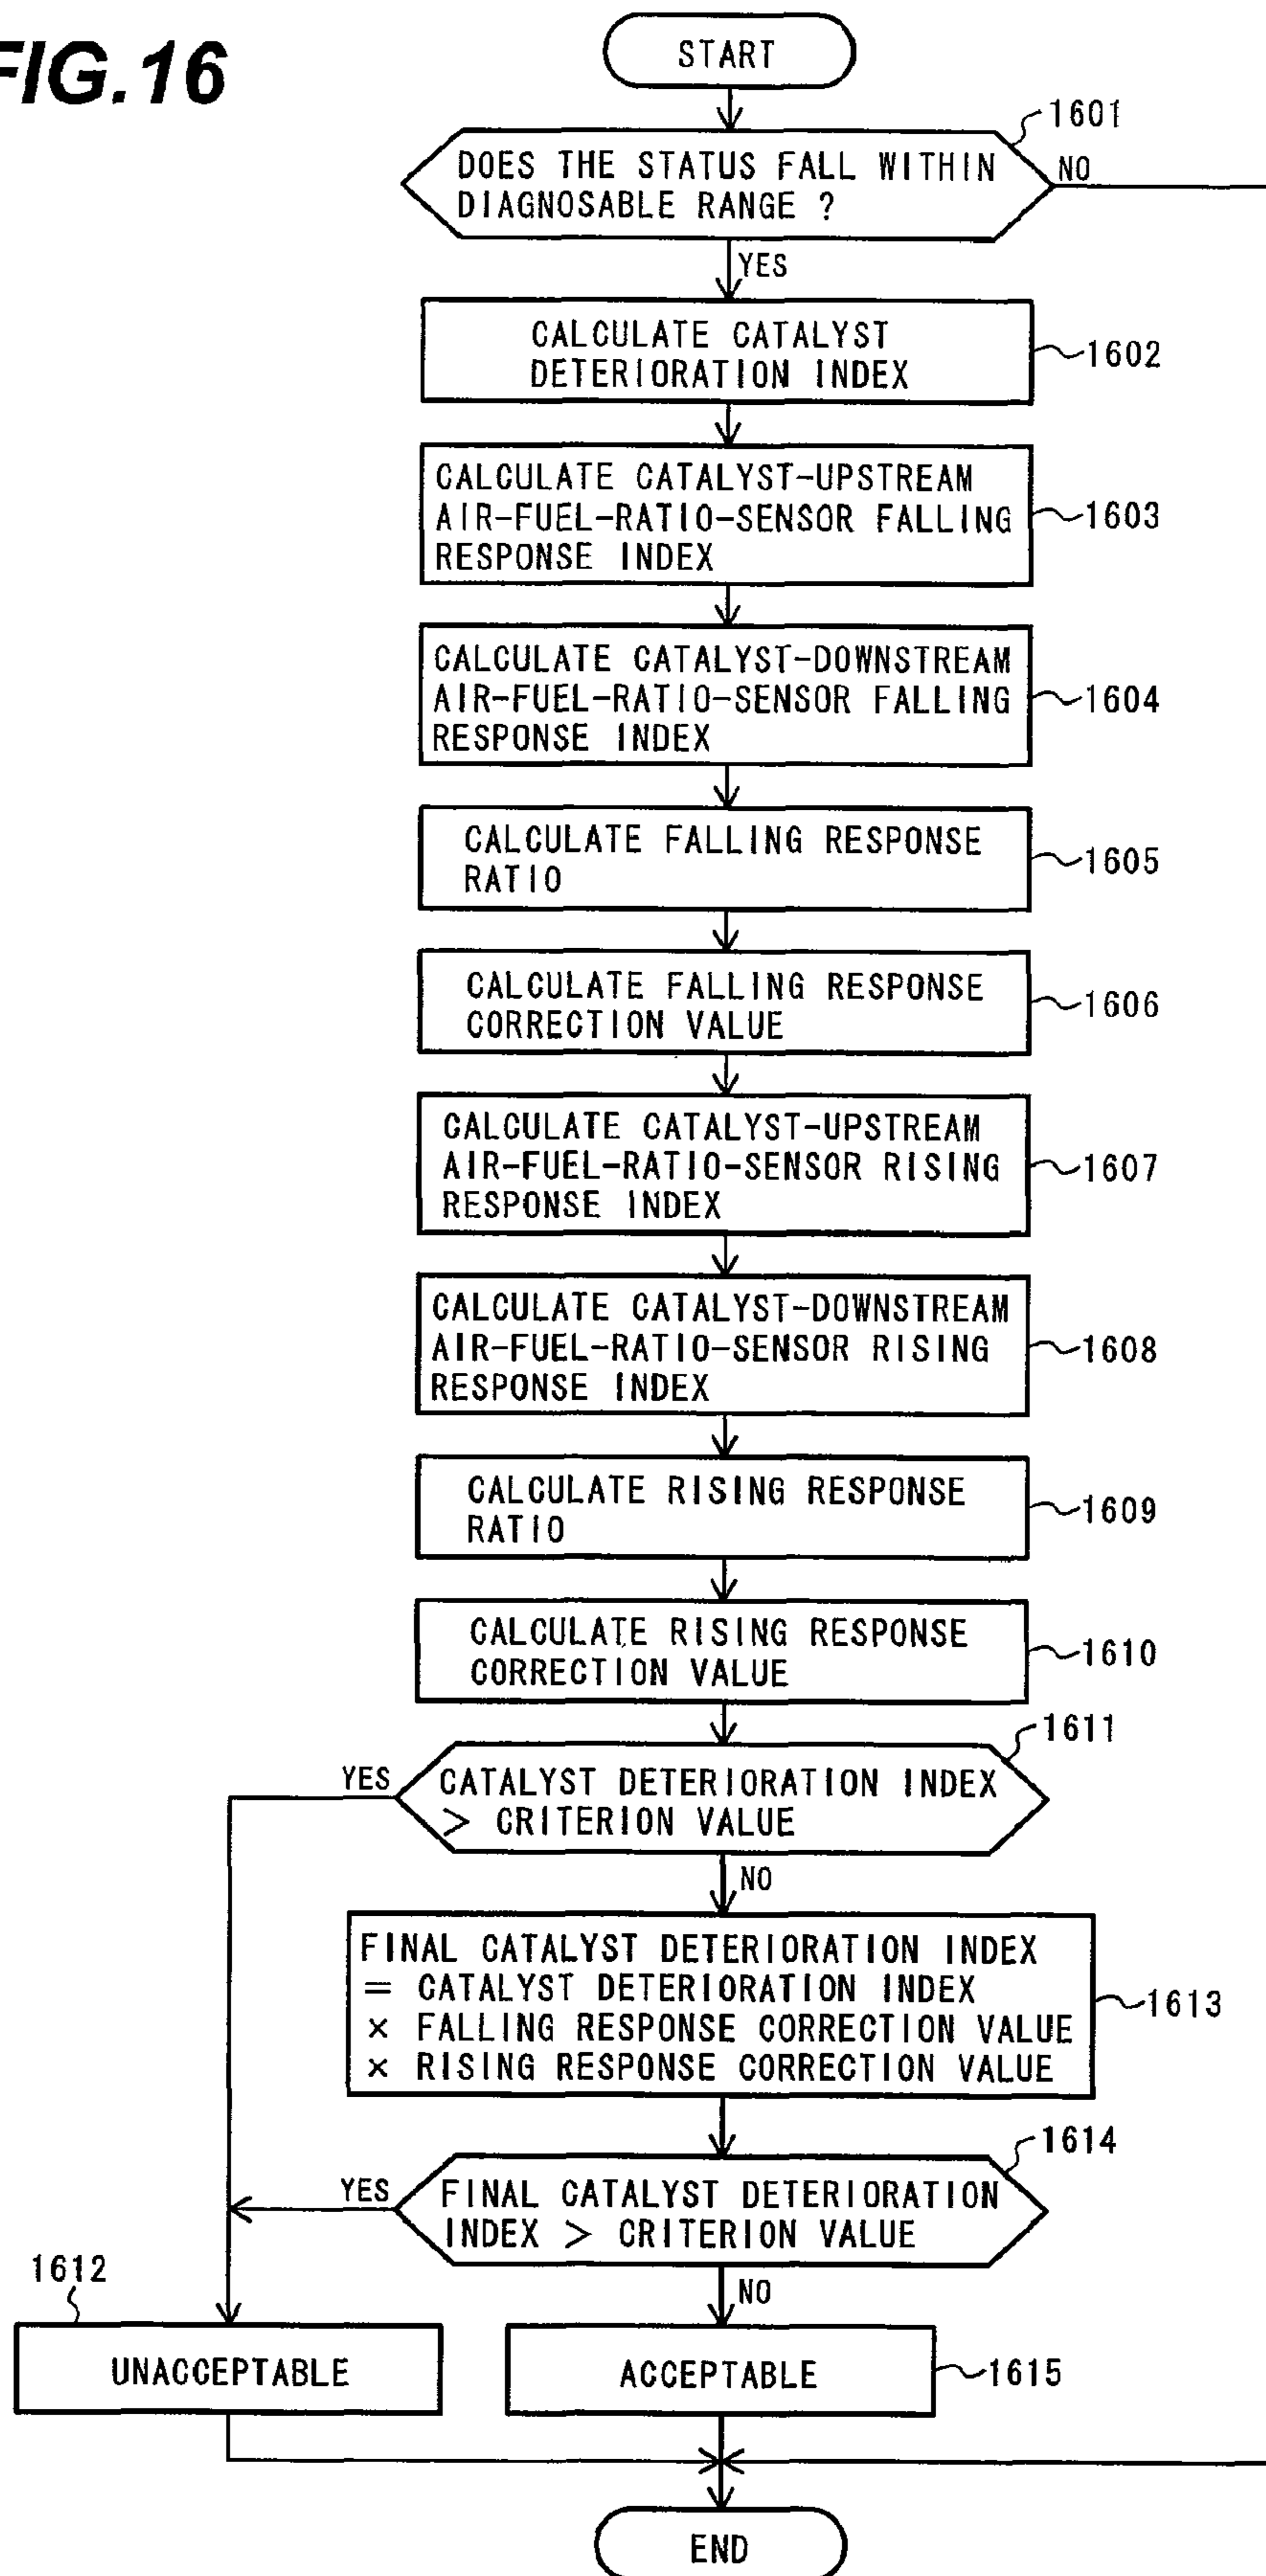 FIG.16
START
1601
DOES THE STATUS FALL WITHIN
DIAGNOSABLE RANGE ?
NO
YES
CALCULATE CATALYST
DETERIORATION INDEX
1602
CALCULATE CATALYST-UPSTREAM
AIR-FUEL-RATIO-SENSOR FALLING
RESPONSE INDEX
1603
CALCULATE CATALYST-DOWNSTREAM
AIR-FUEL-RATIO-SENSOR FALLING
RESPONSE INDEX
1604
CALCULATE FALLING RESPONSE
RATIO
1605
CALCULATE FALLING RESPONSE
CORRECTION VALUE
1606
CALCULATE CATALYST-UPSTREAM
AIR-FUEL-RATIO-SENSOR RISING
RESPONSE INDEX
1607
CALCULATE CATALYST-DOWNSTREAM
AIR-FUEL-RATIO-SENSOR RISING
RESPONSE INDEX
1608
CALCULATE RISING RESPONSE
RATIO
1609
CALCULATE RISING RESPONSE
CORRECTION VALUE
1610
1611
YES
CATALYST DETERIORATION INDEX
> CRITERION VALUE
NO
FINAL CATALYST DETERIORATION INDEX
= CATALYST DETERIORATION INDEX
× FALLING RESPONSE CORRECTION VALUE
× RISING RESPONSE CORRECTION VALUE
1613
1614
YES
FINAL CATALYST DETERIORATION
INDEX > CRITERION VALUE
NO
1612
UNACCEPTABLE
ACCEPTABLE
1615
END